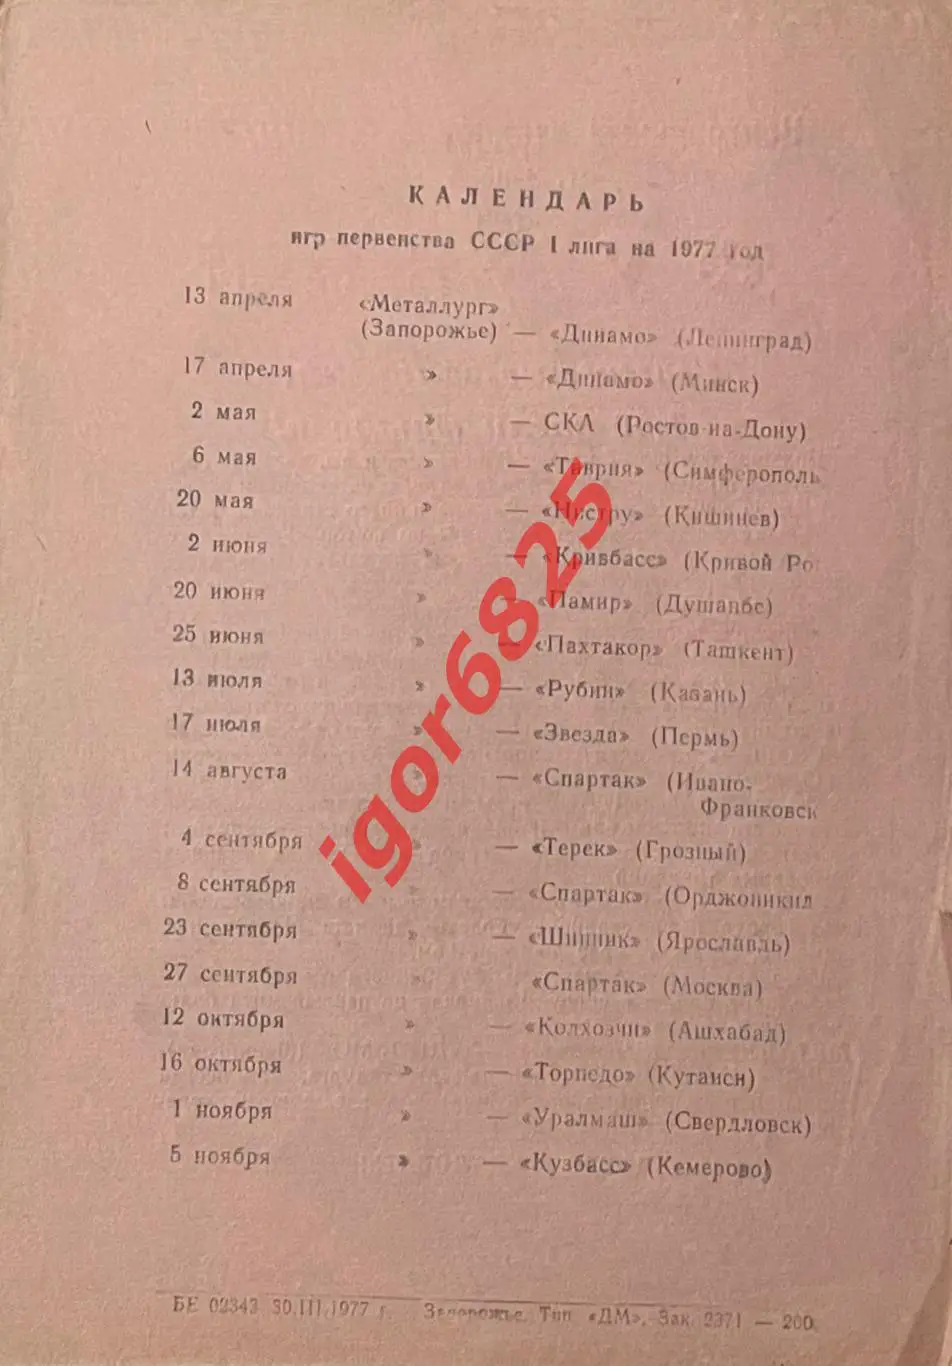 КАЛЕНДАРЬ
игр первенства СССР I лига на 1977 год
13 апреля «Металлург»
(Запорожье) — «Динамо» (Ленинград)
17 апреля » — «Динамо» (Минск)
2 мая » — СКА (Ростов-на-Дону)
6 мая » — «Таврия» (Симферополь
20 мая » — «Нистру» (Кишинев)
2 июня » — «Кривбасс» (Кривой Ро
20 июня » — «Памир» (Душанбе)
25 июня » — «Пахтакор» (Ташкент)
13 июля » — «Рубин» (Казань)
17 июля » — «Звезда» (Пермь)
14 августа » — «Спартак» (Ивано-
Франковск
4 сентября » — «Терек» (Грозный)
8 сентября » — «Спартак» (Орджоникид
23 сентября » — «Шинник» (Ярославль)
27 сентября » «Спартак» (Москва)
12 октября » — «Колхозчи» (Ашхабад)
16 октября » — «Торпедо» (Кутаиси)
1 ноября » — «Уралмаш» (Свердловск)
5 ноября » — «Кузбасс» (Кемерово)
БЕ 02343 30.III.1977 г. Запорожье. Тип. «ДМ», Зак. 2371 — 200.
igor6825